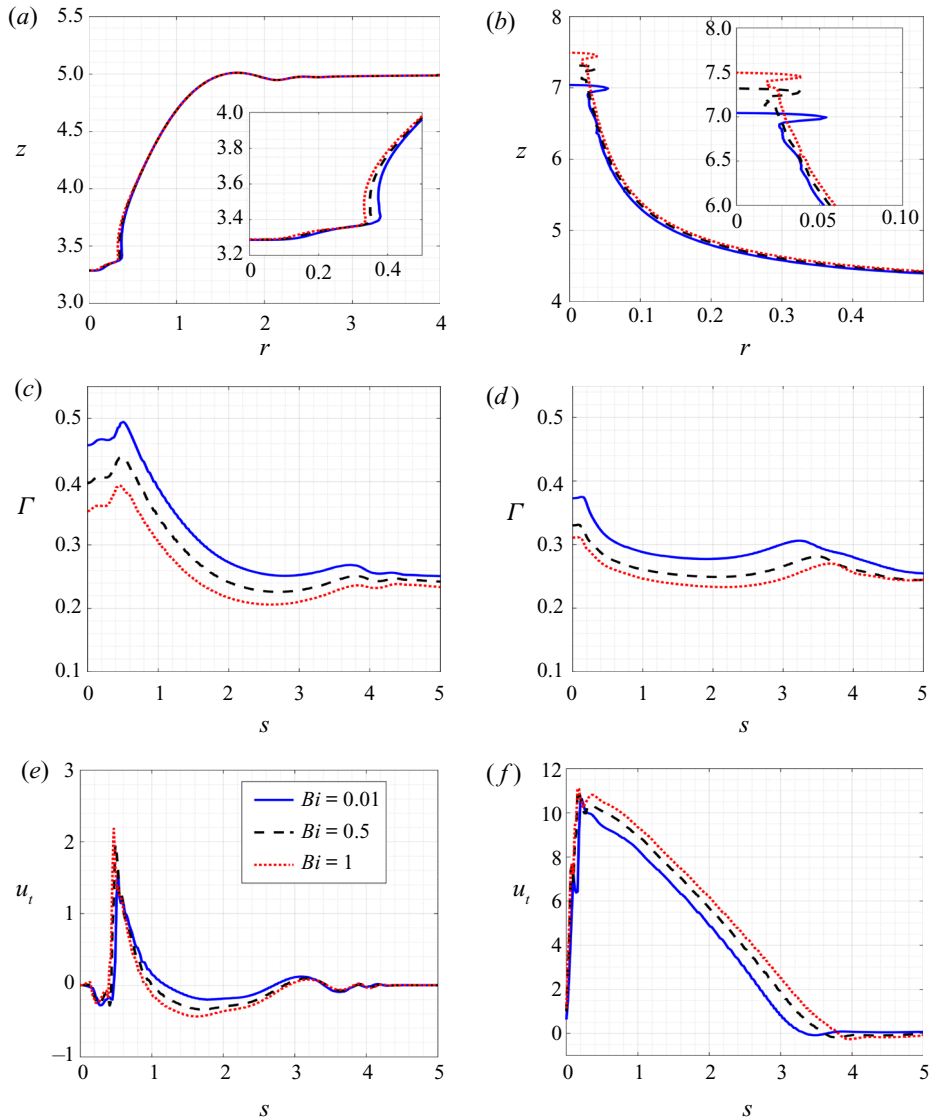 (a)
5.5
5.0
4.5
z
4.0
3.5
3.0
4.0
3.8
3.6
3.4
3.2
0 0.2 0.4
0 1 2 3 4
r
(b)
8
7
6
z
5
4
8.0
7.5
7.0
6.5
6.0
0 0.05 0.10
0 0.1 0.2 0.3 0.4
r
(c)
0.5
0.4
Γ
0.3
0.2
0.1
0 1 2 3 4 5
s
(d)
0.5
0.4
Γ
0.3
0.2
0.1
0 1 2 3 4 5
s
(e)
3
2
1
u_t
0
−1
Bi = 0.01
Bi = 0.5
Bi = 1
0 1 2 3 4 5
s
(f)
12
10
8
6
u_t
4
2
0
0 1 2 3 4 5
s